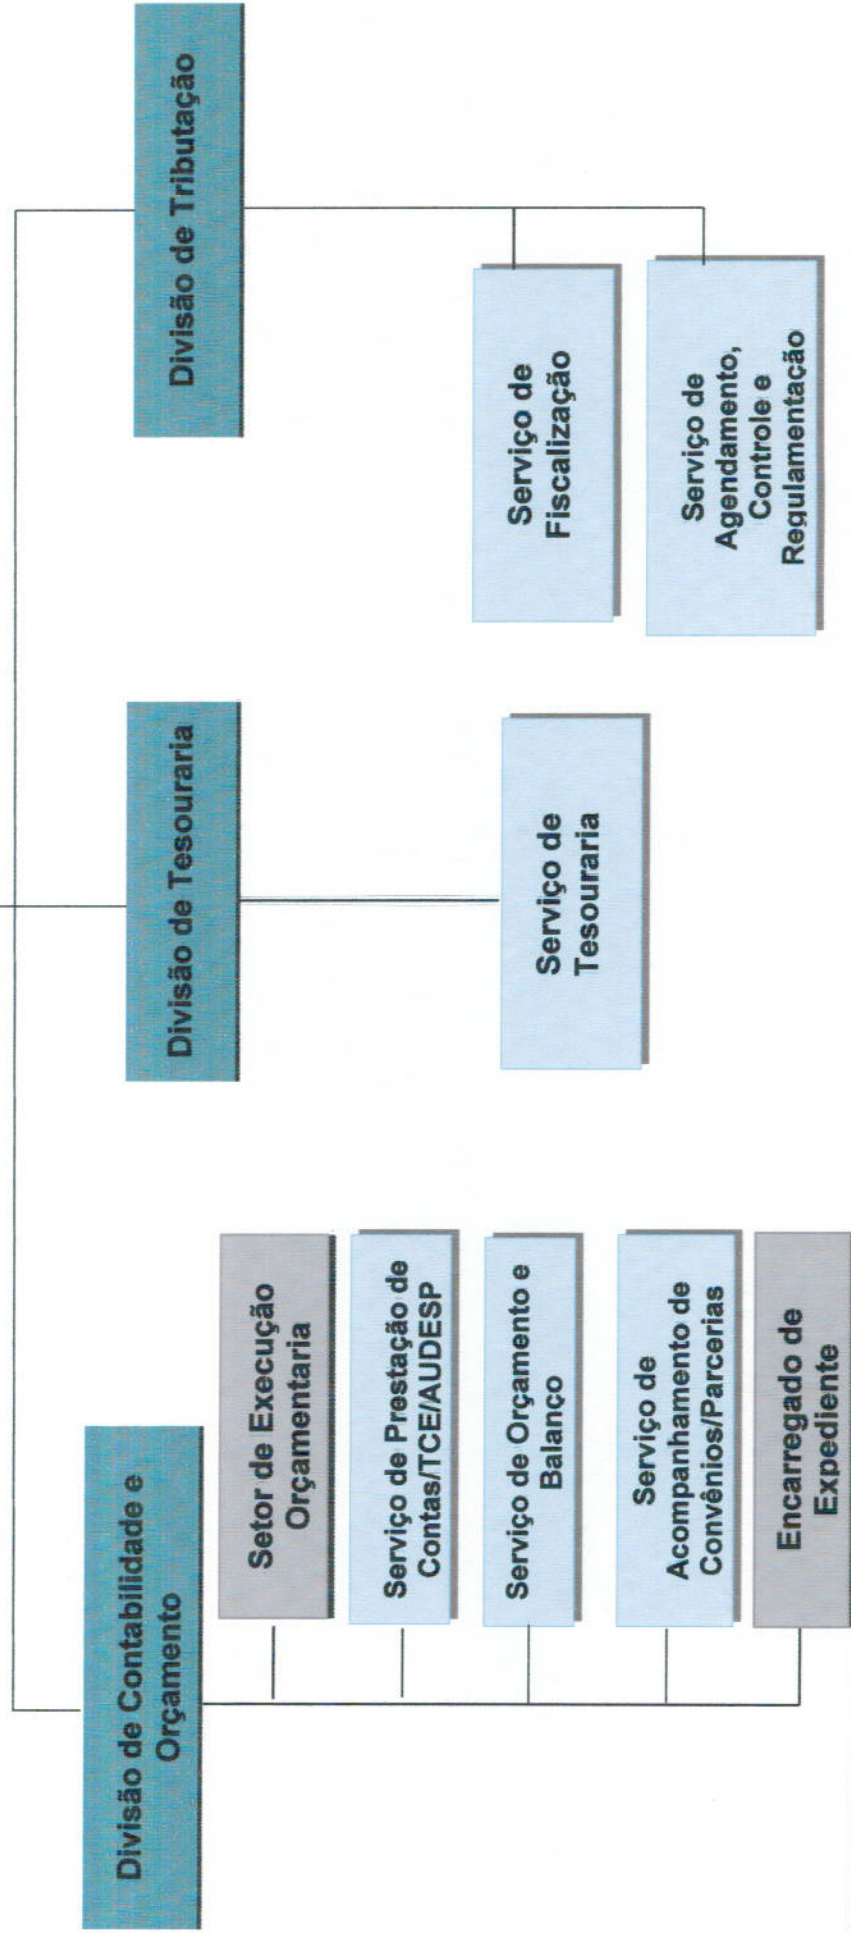 Divisão de Contabilidade e
Orçamento
Setor de Execução
Orçamentaria
Serviço de Prestação de
Contas/TCE/AUDESP
Serviço de Orçamento e
Balanço
Serviço de
Acompanhamento de
Convênios/Parcerias
Encarregado de
Expediente
Divisão de Tesouraria
Serviço de
Tesouraria
Divisão de Tributação
Serviço de
Fiscalização
Serviço de
Agendamento,
Controle e
Regulamentação